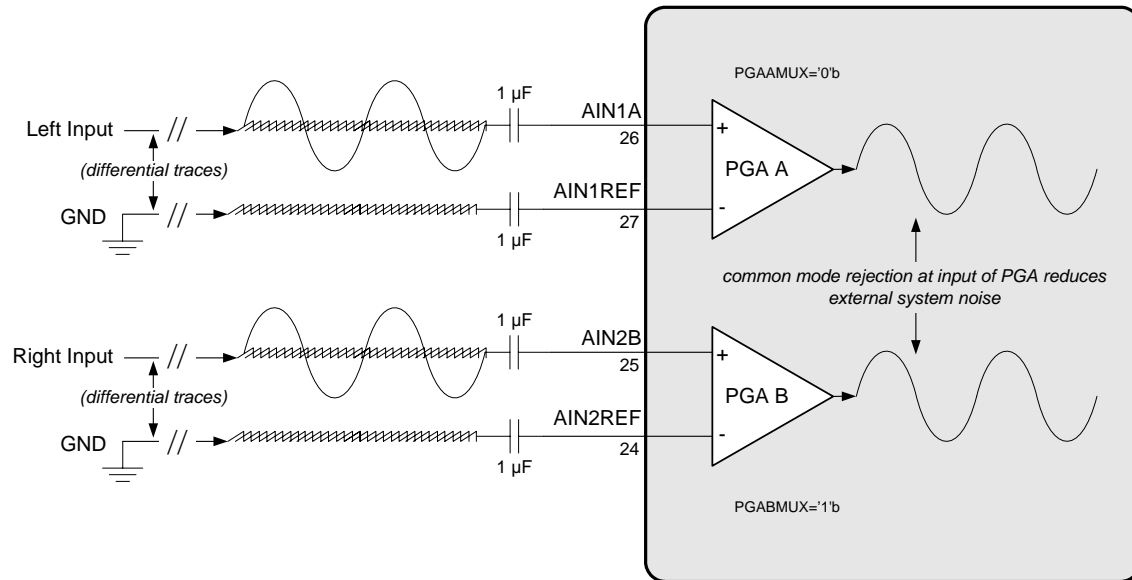 PGAAMUX='0'b
1 µF
AIN1A
26
Left Input
//
+
(differential traces)
PGA A
AIN1REF
GND
//
-
27
1 µF
common mode rejection at input of PGA reduces
external system noise
1 µF
AIN2B
25
Right Input
//
+
(differential traces)
PGA B
AIN2REF
GND
//
-
24
1 µF
PGABMUX='1'b